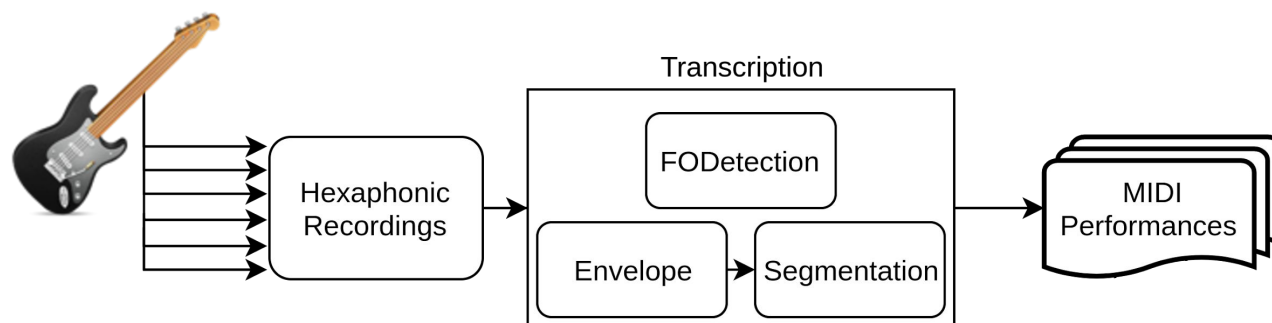 Transcription
FODetection
Hexaphonic
Recordings
Envelope
Segmentation
MIDI
Performances